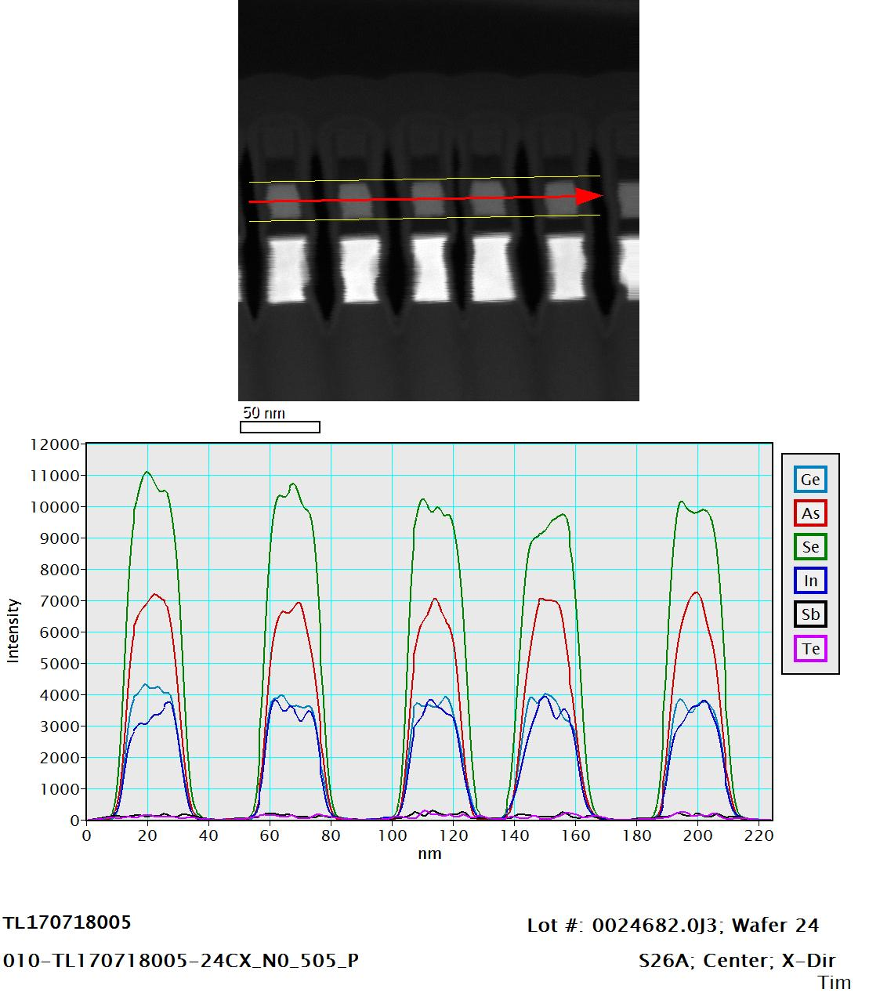 50 nm
12000
11000
10000
9000
8000
7000
6000
5000
4000
3000
2000
1000
0
Intensity
0 20 40 60 80 100 120 140 160 180 200 220
nm
Ge
As
Se
In
Sb
Te
TL170718005
Lot #: 0024682.0J3; Wafer 24
010-TL170718005-24CX_N0_505_P
S26A; Center; X-Dir
Tim